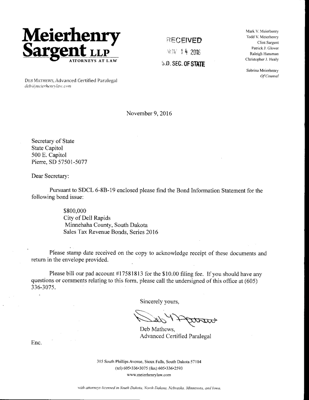 Meierhenry
Sargent LLP
ATTORNEYS AT LAW
Mark V. Meierhenry
Todd V. Meierhenry
Clint Sargent
Patrick J. Glover
Raleigh Hansman
Christopher J. Healy
Sabrina Meierhenry
Of Counsel
RECEIVED
NOV 14 2016
S.D. SEC. OF STATE
DEB MATHEWS, Advanced Certified Paralegal
deb@meierhenrylaw.com
November 9, 2016
Secretary of State
State Capitol
500 E. Capitol
Pierre, SD 57501-5077
Dear Secretary:
Pursuant to SDCL 6-8B-19 enclosed please find the Bond Information Statement for the
following bond issue:
$800,000
City of Dell Rapids
Minnehaha County, South Dakota
Sales Tax Revenue Bonds, Series 2016
Please stamp date received on the copy to acknowledge receipt of these documents and
return in the envelope provided.
Please bill our pad account #17581813 for the $10.00 filing fee. If you should have any
questions or comments relating to this form, please call the undersigned of this office at (605)
336-3075.
Sincerely yours,
Deb Mathews
Deb Mathews,
Advanced Certified Paralegal
Enc.
315 South Phillips Avenue, Sioux Falls, South Dakota 57104
(tel) 605•336•3075 (fax) 605•336•2593
www.meierhenrylaw.com
with attorneys licensed in South Dakota, North Dakota, Nebraska, Minnesota, and Iowa